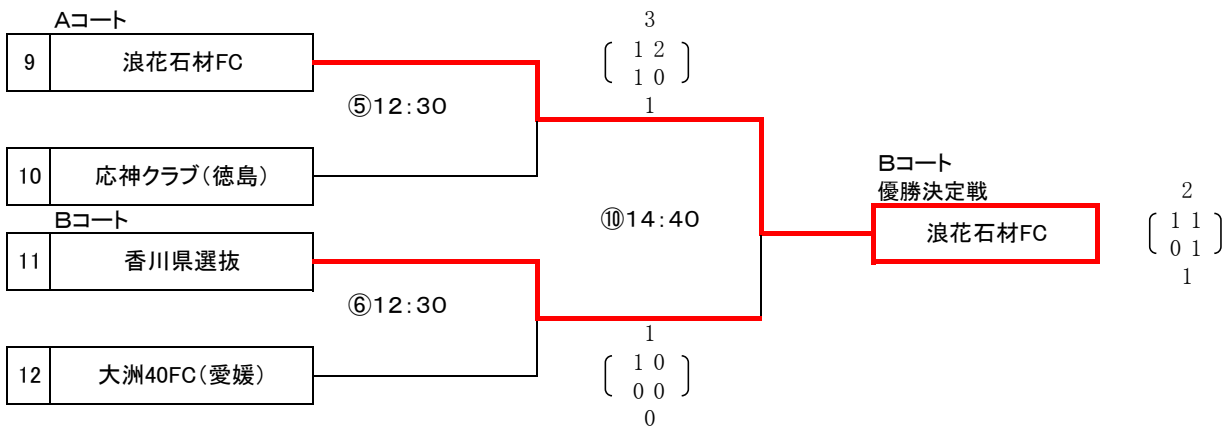 Aコート
9 浪花石材FC
⑤12:30
10 応神クラブ(徳島)
3
1 2
1 0
1
Bコート
11 香川県選抜
⑥12:30
12 大洲40FC(愛媛)
1
1 0
0 0
0
⑩14:40
Bコート
優勝決定戦
浪花石材FC
2
1 1
0 1
1